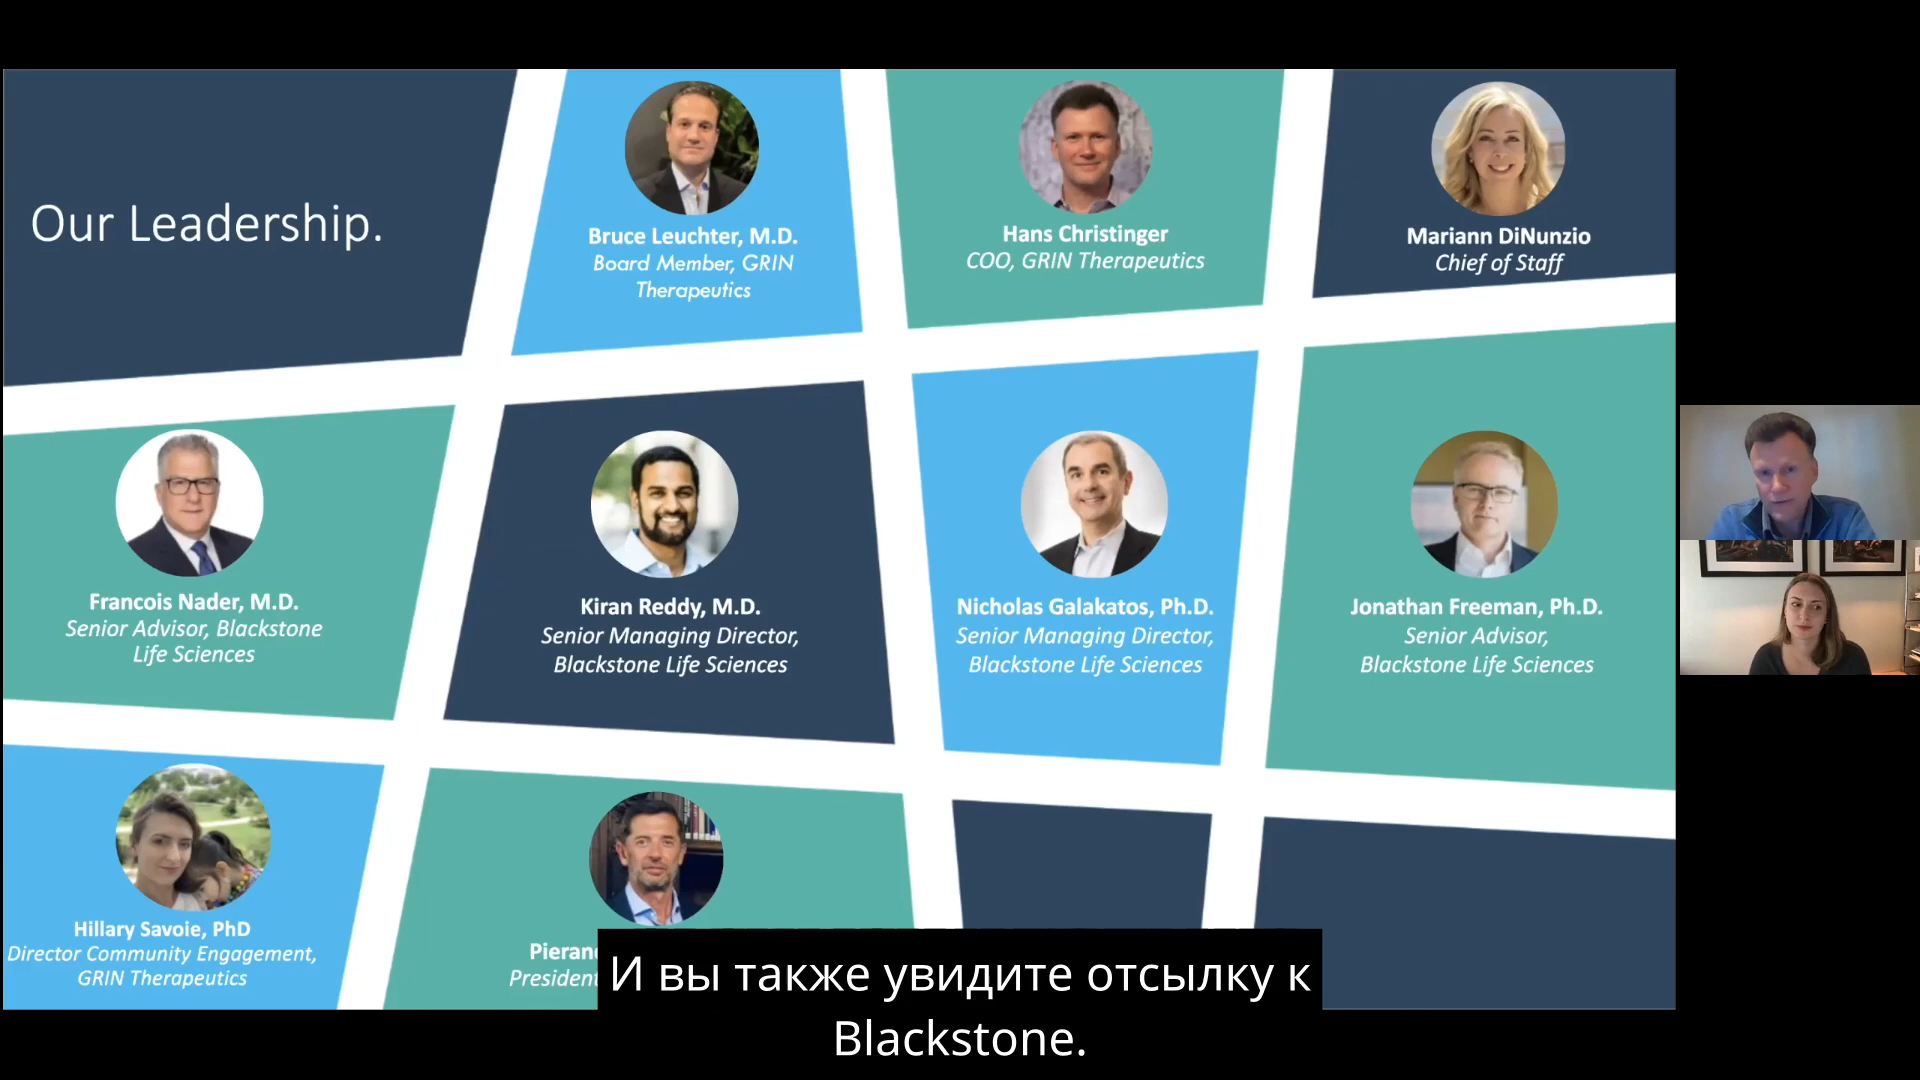 Our Leadership.
Bruce Leuchter, M.D.
Board Member, GRIN
Therapeutics
Hans Christinger
COO, GRIN Therapeutics
Mariann DiNunzio
Chief of Staff
Francois Nader, M.D.
Senior Advisor, Blackstone
Life Sciences
Kiran Reddy, M.D.
Senior Managing Director,
Blackstone Life Sciences
Nicholas Galakatos, Ph.D.
Senior Managing Director,
Blackstone Life Sciences
Jonathan Freeman, Ph.D.
Senior Advisor,
Blackstone Life Sciences
Hillary Savoie, PhD
Director Community Engagement,
GRIN Therapeutics
President
И вы также увидите отсылку к
Blackstone.